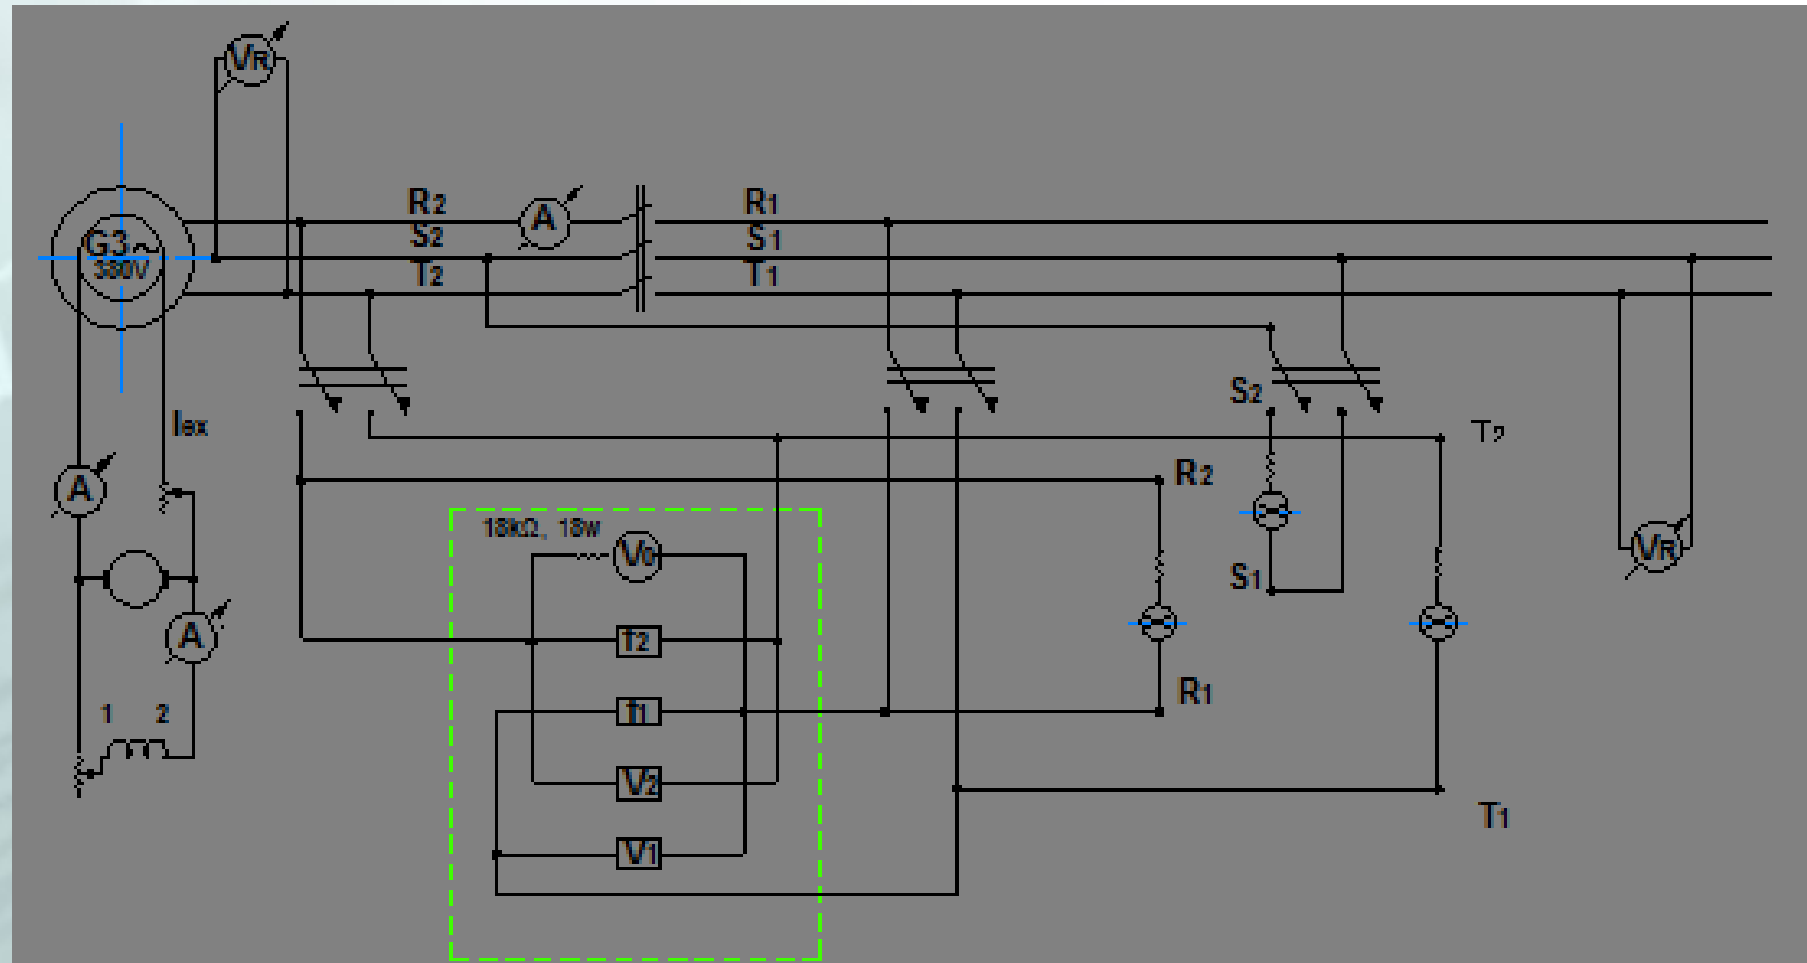 VR
R2
A
R1
S2
S1
G3~
380V
T2
T1
Iex
S2
T2
A
R2
18kΩ, 18w
V0
VR
S1
A
f2
R1
1 2
f1
V2
T1
V1